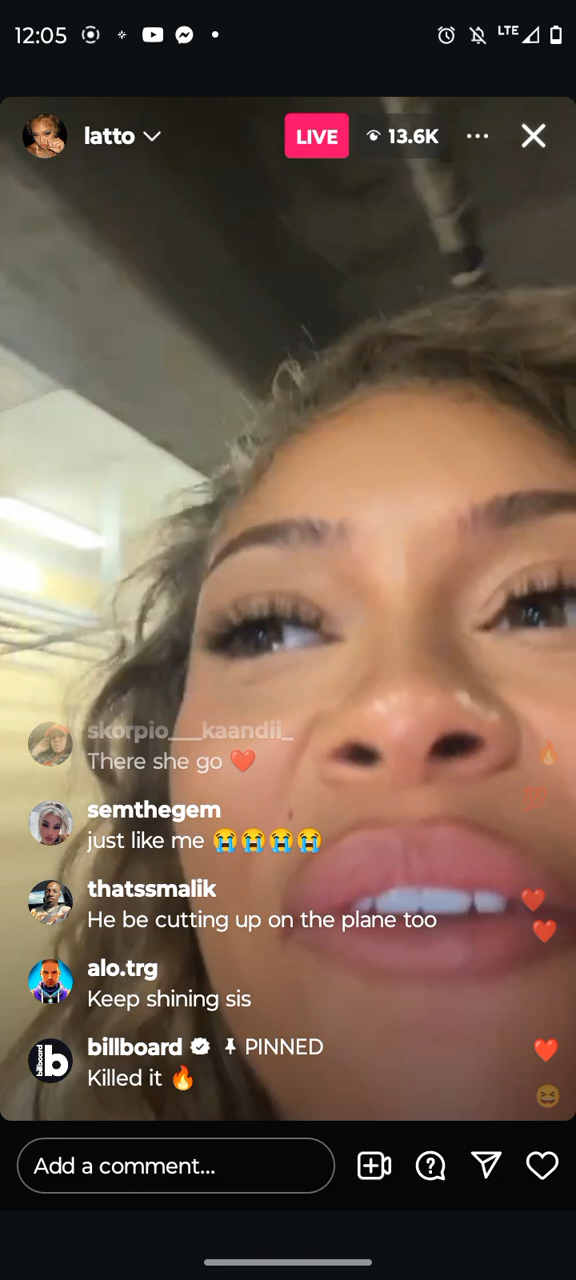 12:05
LTE
latto
LIVE
13.6K
skorpio___kaandii_
There she go ❤️
semthegem
just like me 😭😭😭😭
thatssmalik
He be cutting up on the plane too
alo.trg
Keep shining sis
billboard
b
billboard PINNED
Killed it 🔥
Add a comment...